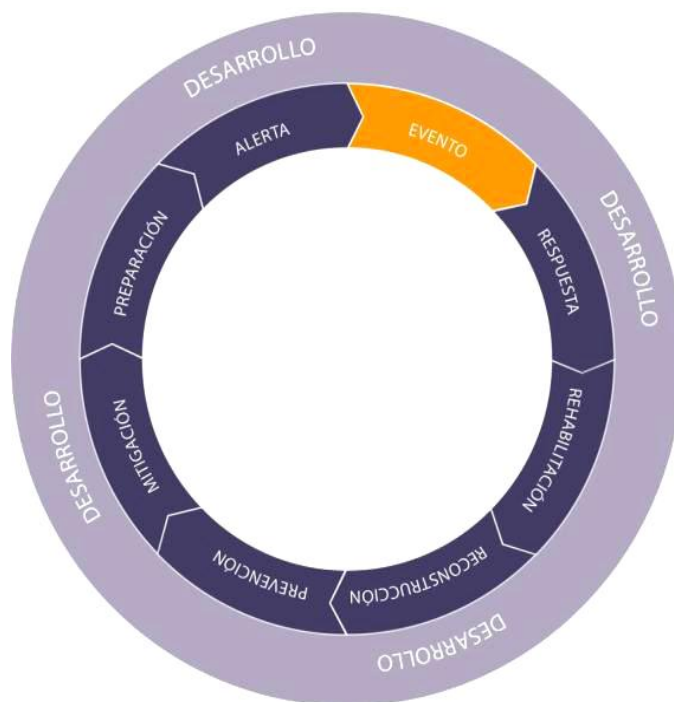 DESARROLLO
ALERTA
EVENTO
PREPARACIÓN
RESPUESTA
DESARROLLO
MITIGACIÓN
REHABILITACIÓN
DESARROLLO
PREVENCIÓN
RECONSTRUCCIÓN
DESARROLLO